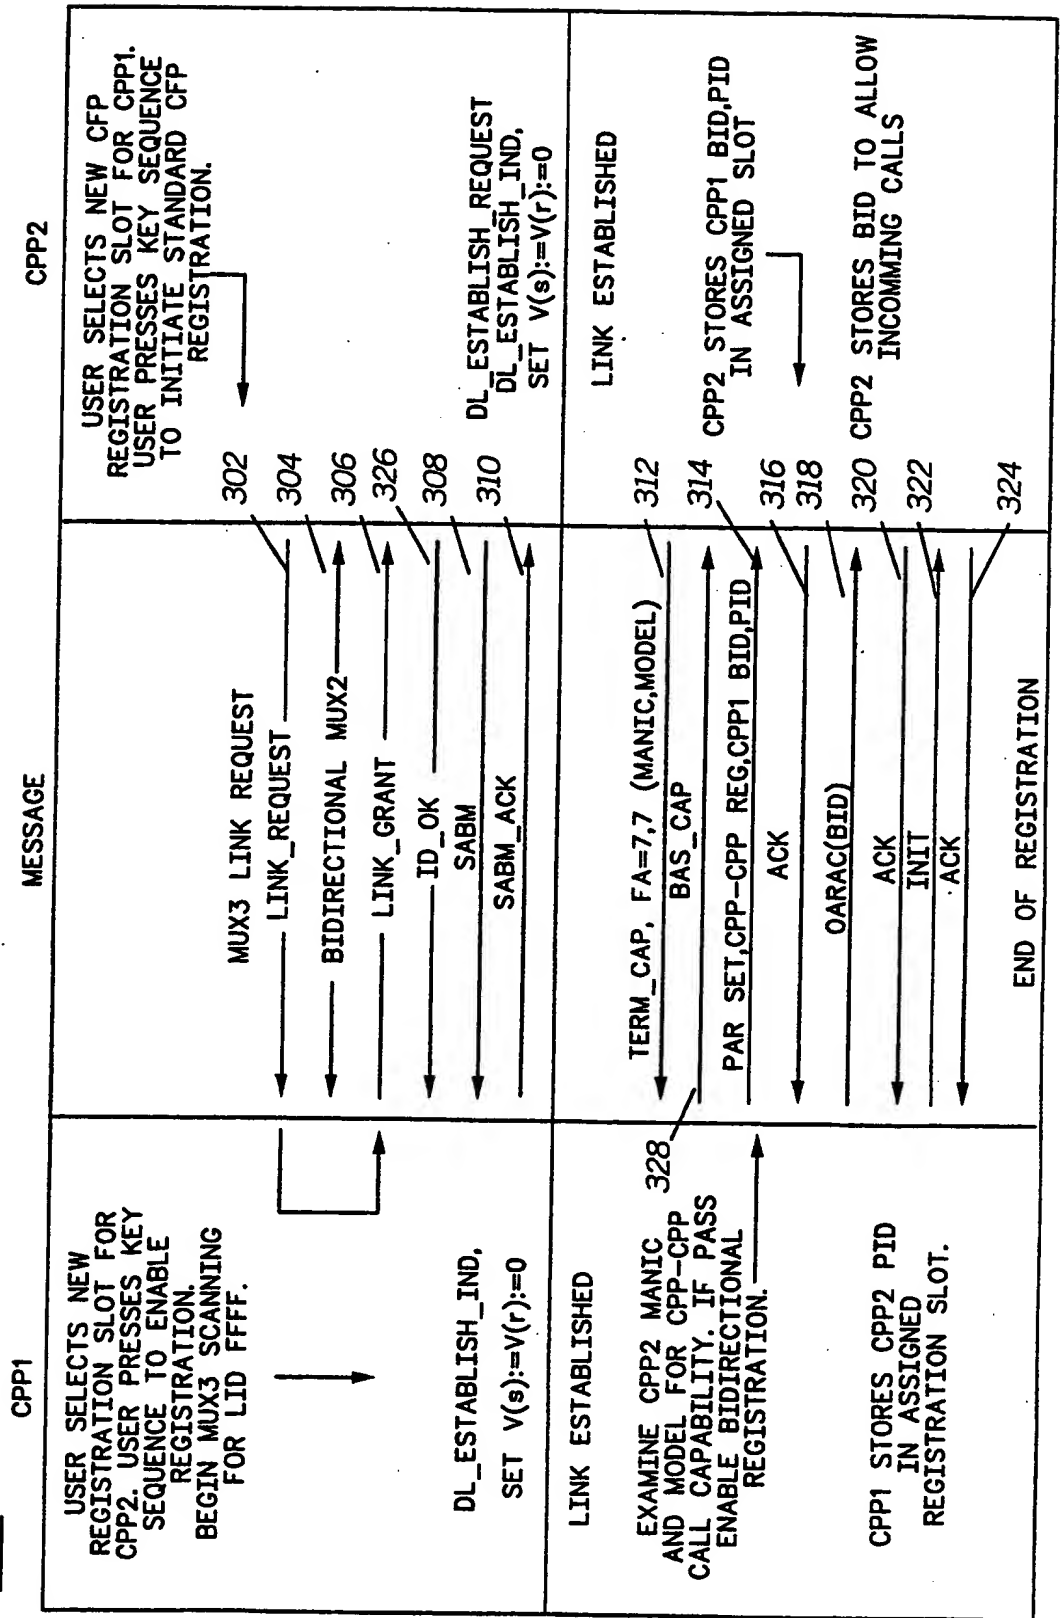 CPP1
MESSAGE
CPP2
USER SELECTS NEW
REGISTRATION SLOT FOR
CPP2. USER PRESSES KEY
SEQUENCE TO ENABLE
REGISTRATION.
BEGIN MUX3 SCANNING
FOR LID FFFF.
DL_ESTABLISH_IND,
SET V(s):=V(r):=0
MUX3 LINK REQUEST
LINK_REQUEST
BIDIRECTIONAL MUX2
LINK_GRANT
ID_OK
SABM
SABM_ACK
302
304
306
326
308
310
USER SELECTS NEW CFP
REGISTRATION SLOT FOR CPP1.
USER PRESSES KEY SEQUENCE
TO INITIATE STANDARD CFP
REGISTRATION.
DL_ESTABLISH_REQUEST
DL_ESTABLISH_IND,
SET V(s):=V(r):=0
LINK ESTABLISHED
EXAMINE CPP2 MANIC
AND MODEL FOR CPP-CPP
CALL CAPABILITY. IF PASS
ENABLE BIDIRECTIONAL
REGISTRATION.
328
CPP1 STORES CPP2 PID
IN ASSIGNED
REGISTRATION SLOT.
TERM_CAP, FA=7,7 (MANIC,MODEL)
BAS_CAP
PAR SET,CPP-CPP REG,CPP1 BID,PID
ACK
OARAC(BID)
ACK
INIT
ACK
END OF REGISTRATION
312
314
316
318
320
322
324
LINK ESTABLISHED
CPP2 STORES CPP1 BID,PID
IN ASSIGNED SLOT
CPP2 STORES BID TO ALLOW
INCOMMING CALLS